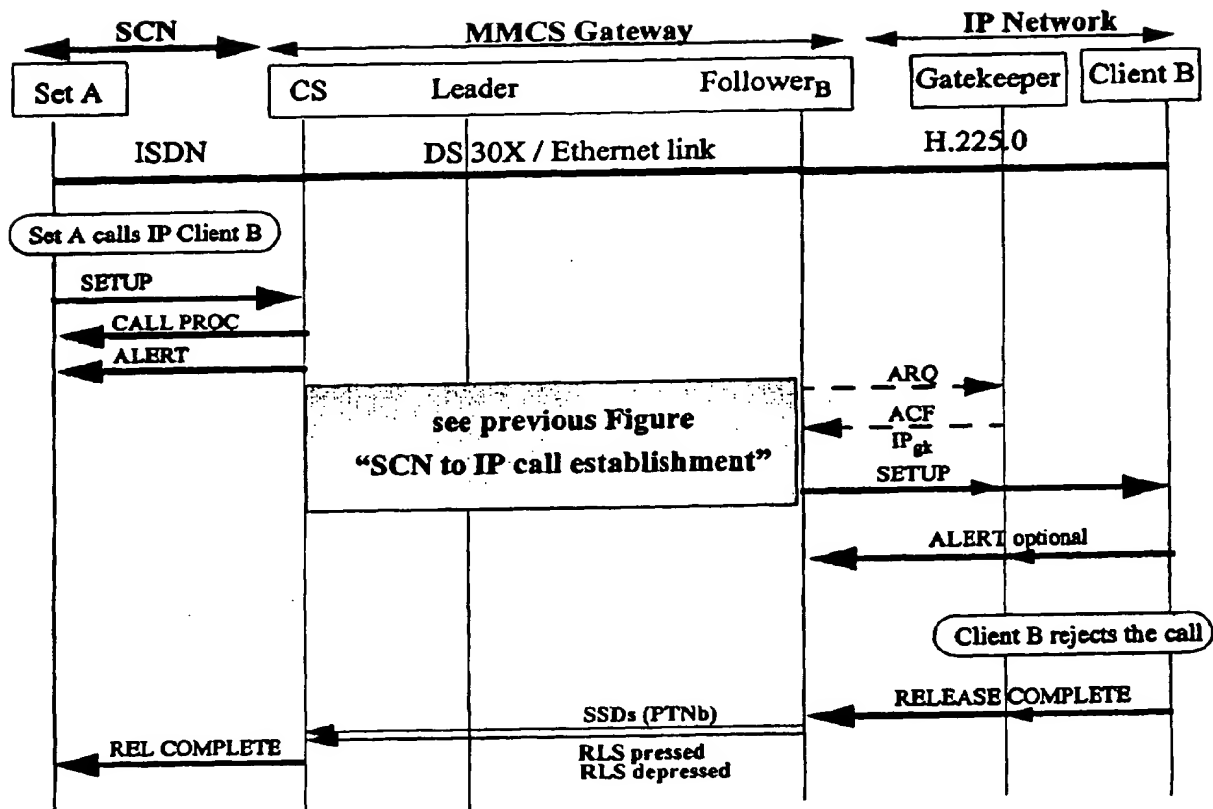 SCN
MMCS Gateway
IP Network
Set A
CS
Leader
FollowerB
Gatekeeper
Client B
ISDN
DS 30X / Ethernet link
H.225.0
Set A calls IP Client B
SETUP
CALL PROC
ALERT
ARQ
see previous Figure
ACF
IPgk
“SCN to IP call establishment”
SETUP
ALERT optional
Client B rejects the call
RELEASE COMPLETE
SSDs (PTNb)
REL COMPLETE
RLS pressed
RLS depressed